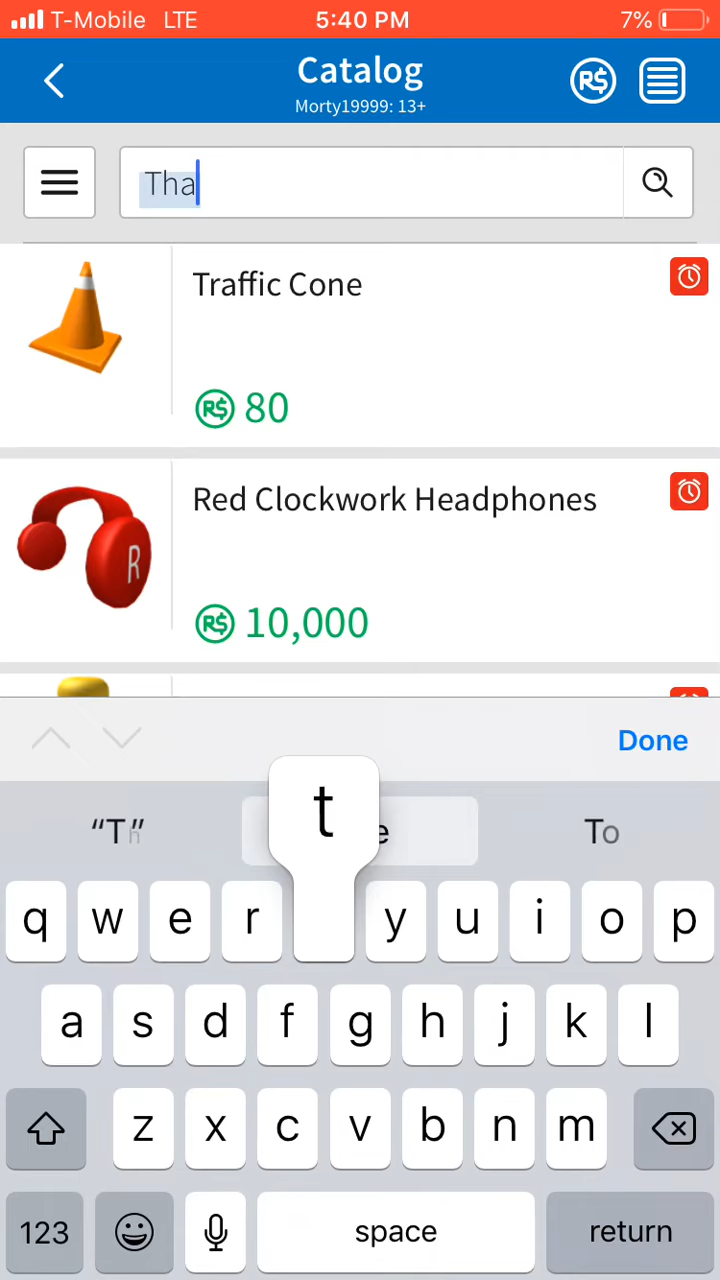 T-Mobile LTE 5:40 PM 7%
Catalog
R$
Morty19999: 13+
Tha
Traffic Cone
R$ 80
Red Clockwork Headphones
R
R$ 10,000
Done
t
“Th” e To
q w e r y u i o p
a s d f g h j k l
z x c v b n m
123 space return